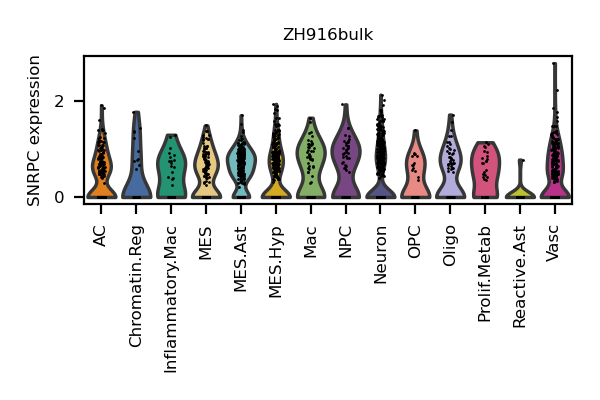 ZH916bulk
SNRPC expression
2
0
AC
Chromatin.Reg
Inflammatory.Mac
MES
MES.Ast
MES.Hyp
Mac
NPC
Neuron
OPC
Oligo
Prolif.Metab
Reactive.Ast
Vasc